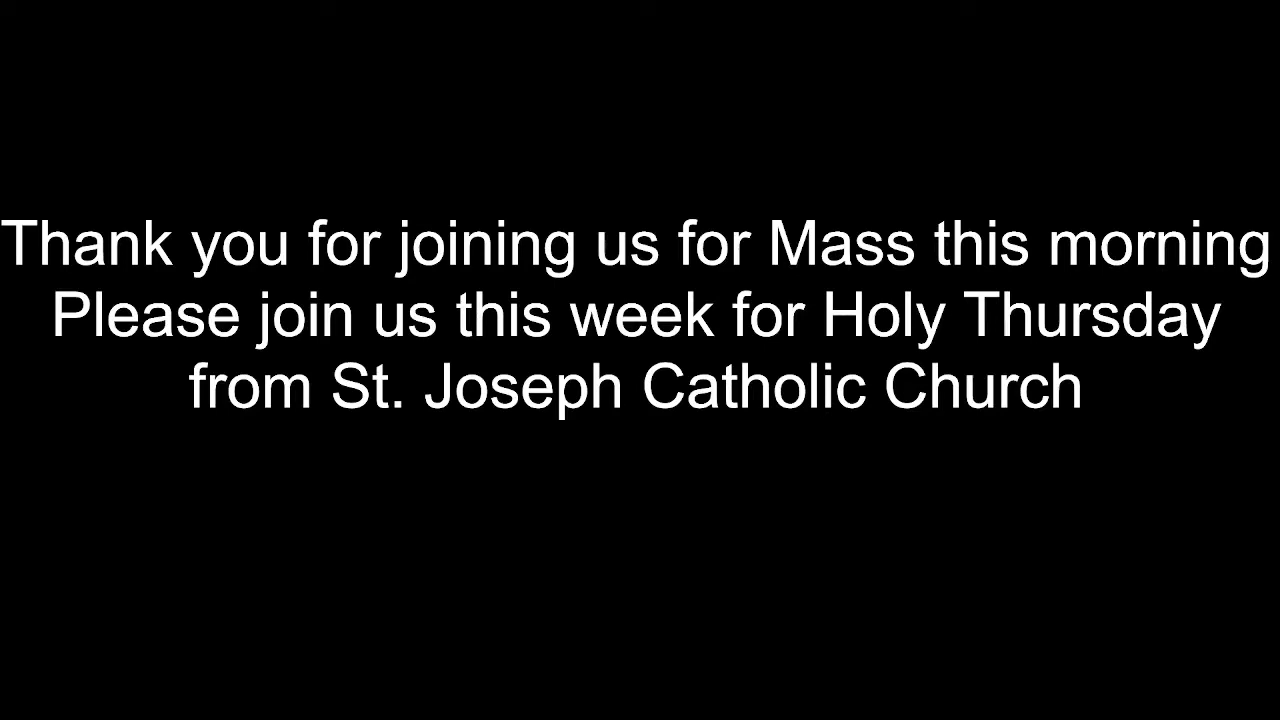 Thank you for joining us for Mass this morning
Please join us this week for Holy Thursday
from St. Joseph Catholic Church